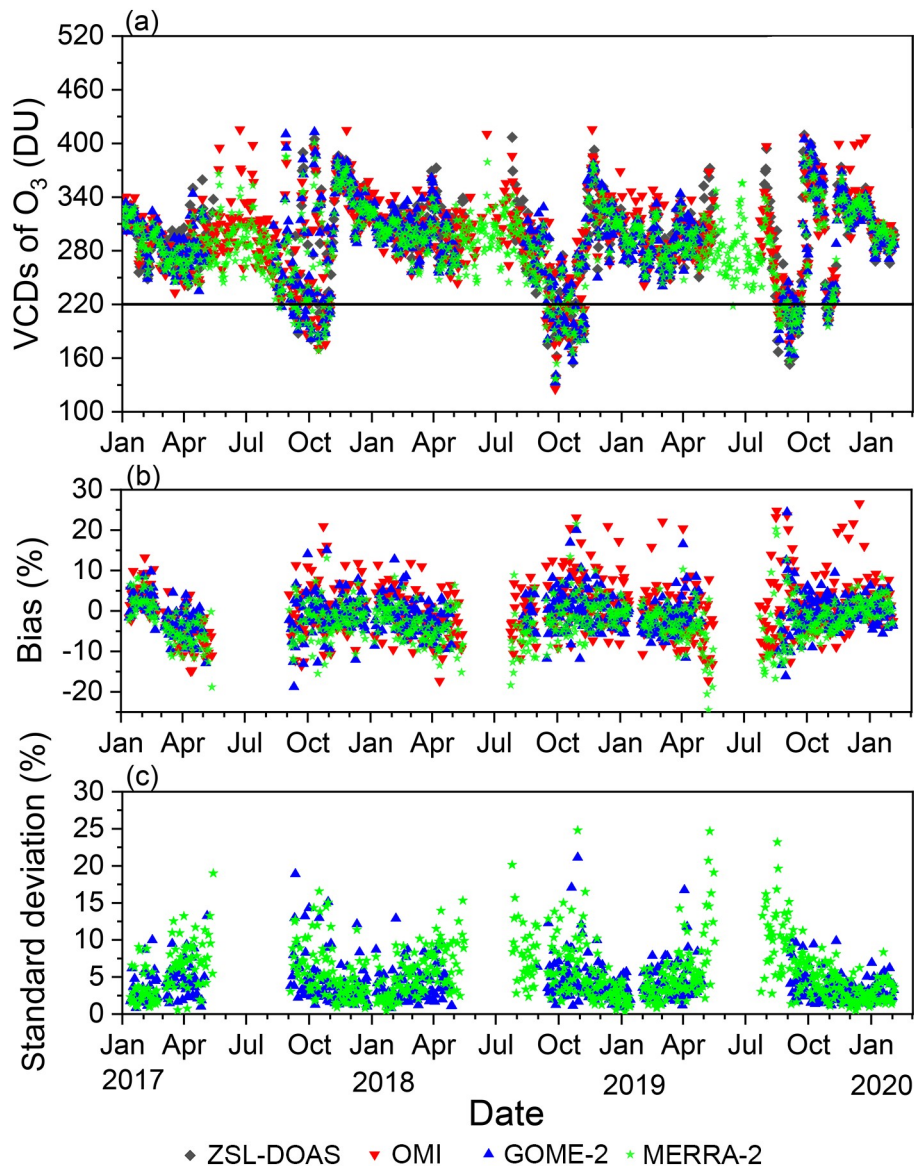 (a)
520
460
400
340
280
220
160
100
VCDs of O₃ (DU)
Jan Apr Jul Oct Jan Apr Jul Oct Jan Apr Jul Oct Jan
(b)
30
20
10
0
-10
-20
Bias (%)
Jan Apr Jul Oct Jan Apr Jul Oct Jan Apr Jul Oct Jan
(c)
30
25
20
15
10
5
0
Standard deviation (%)
Jan Apr Jul Oct Jan Apr Jul Oct Jan Apr Jul Oct Jan
2017 2018 2019 2020
Date
ZSL-DOAS OMI GOME-2 MERRA-2